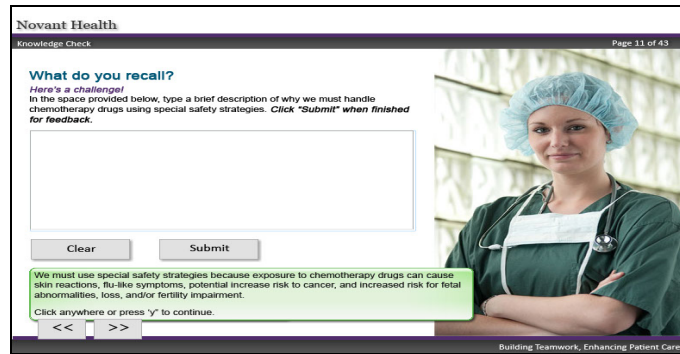 Novant Health
Knowledge Check
Page 11 of 43
What do you recall?
Here's a challenge!
In the space provided below, type a brief description of why we must handle
chemotherapy drugs using special safety strategies. Click "Submit" when finished
for feedback.
Clear
Submit
We must use special safety strategies because exposure to chemotherapy drugs can cause
skin reactions, flu-like symptoms, potential increase risk to cancer, and increased risk for fetal
abnormalities, loss, and/or fertility impairment.
Click anywhere or press 'y" to continue.
<<
>>
Building Teamwork, Enhancing Patient Care